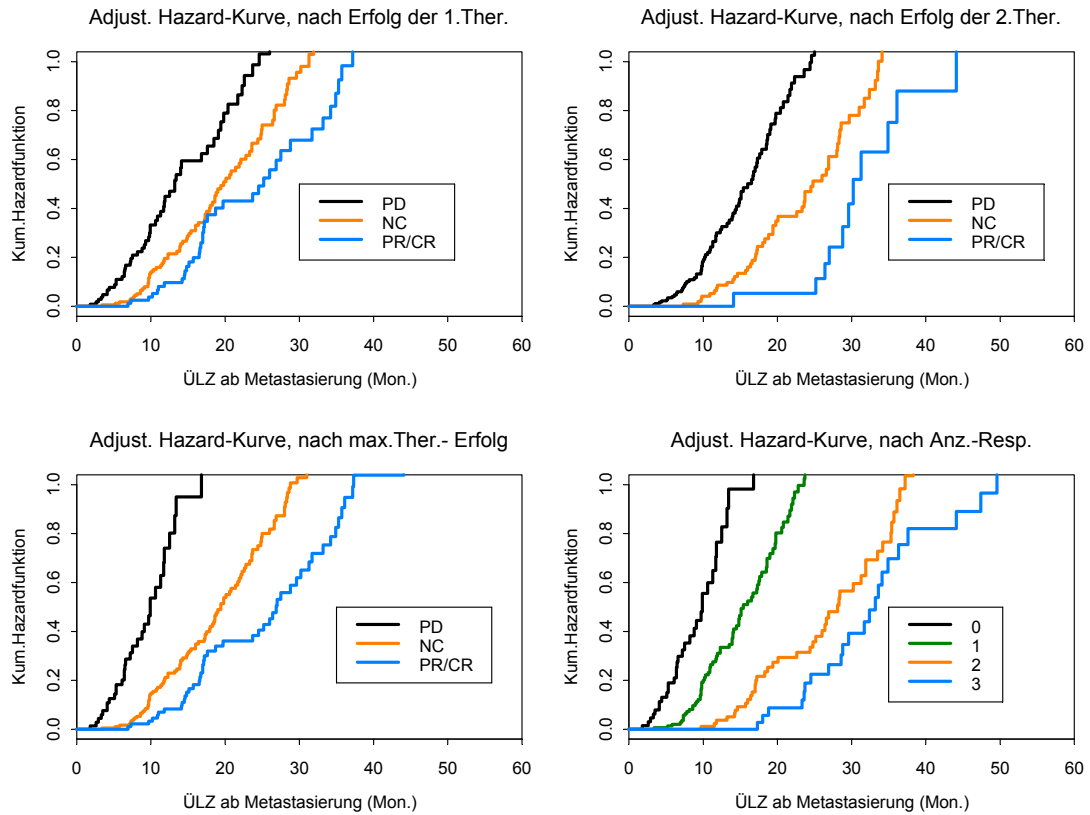 Adjust. Hazard-Kurve, nach Erfolg der 1.Ther.
Kum.Hazardfunktion
0.0 0.2 0.4 0.6 0.8 1.0
PD
NC
PR/CR
0 10 20 30 40 50 60
ÜLZ ab Metastasierung (Mon.)
Adjust. Hazard-Kurve, nach Erfolg der 2.Ther.
Kum.Hazardfunktion
0.0 0.2 0.4 0.6 0.8 1.0
PD
NC
PR/CR
0 10 20 30 40 50 60
ÜLZ ab Metastasierung (Mon.)
Adjust. Hazard-Kurve, nach max.Ther.- Erfolg
Kum.Hazardfunktion
0.0 0.2 0.4 0.6 0.8 1.0
PD
NC
PR/CR
0 10 20 30 40 50 60
ÜLZ ab Metastasierung (Mon.)
Adjust. Hazard-Kurve, nach Anz.-Resp.
Kum.Hazardfunktion
0.0 0.2 0.4 0.6 0.8 1.0
0
1
2
3
0 10 20 30 40 50 60
ÜLZ ab Metastasierung (Mon.)